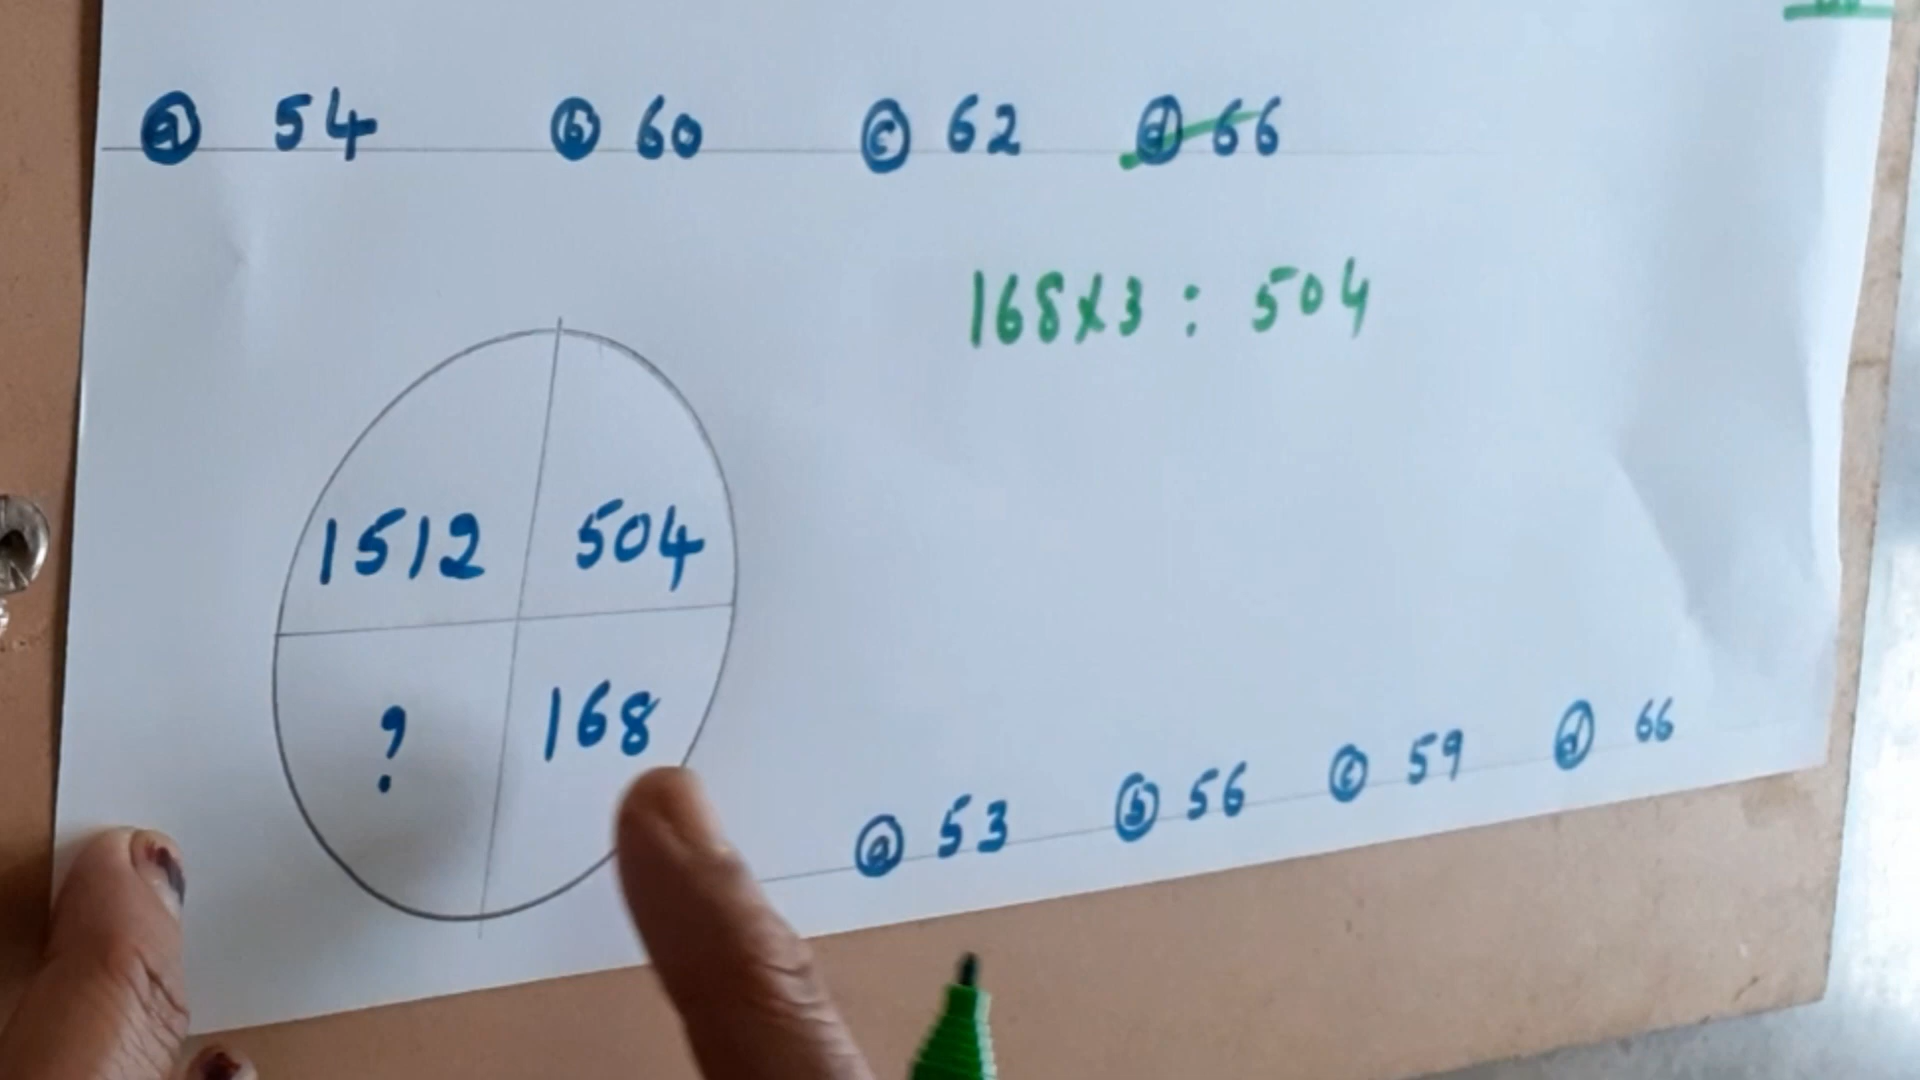 ⓐ 54 ⓑ 60 ⓒ 62 ⓓ 66
168x3 : 504
1512 504
? 168
ⓐ 53 ⓑ 56 ⓒ 59 ⓓ 66